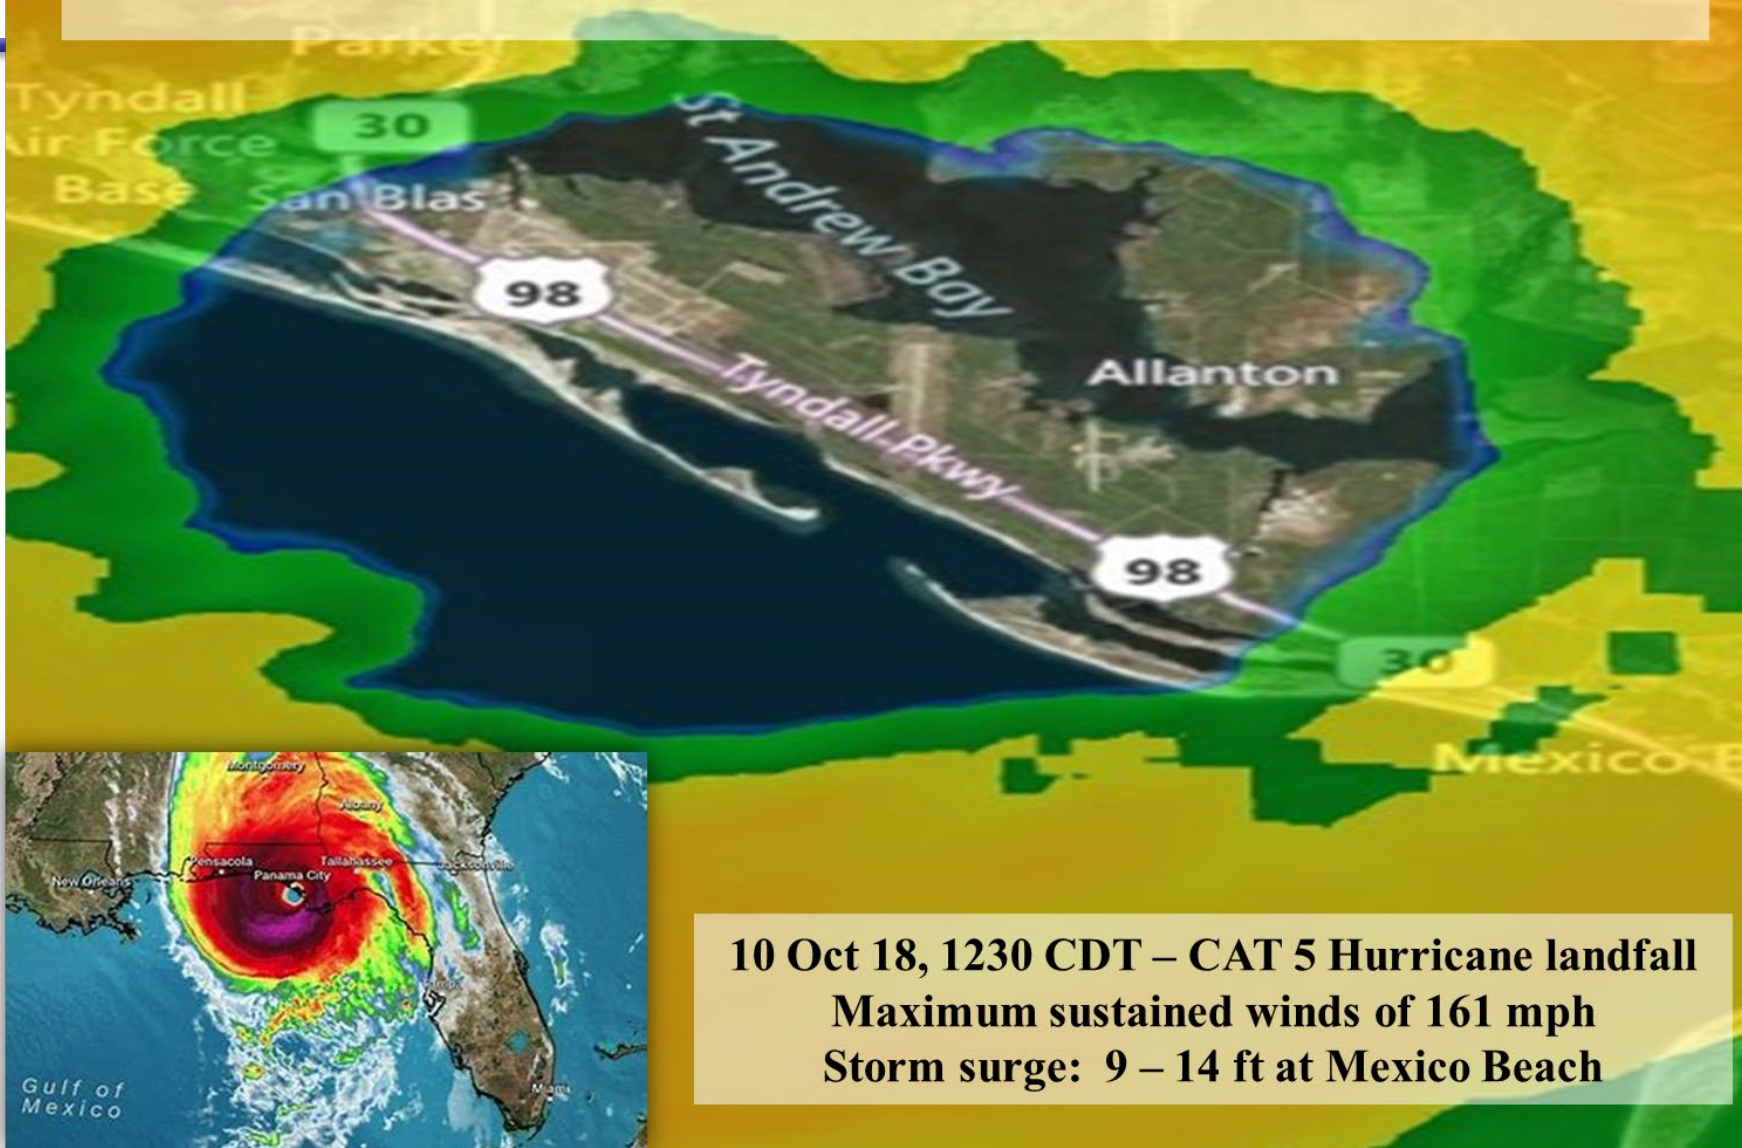 Parker
Tyndall
Air Force
Base
30
San Blas
St Andrew Bay
98
Allanton
Tyndall Pkwy
98
30
Mexico B
Montgomery
Albany
Pensacola
Tallahassee
Jacksonville
New Orleans
Panama City
Gulf of
Mexico
Miami
10 Oct 18, 1230 CDT – CAT 5 Hurricane landfall
Maximum sustained winds of 161 mph
Storm surge:  9 – 14 ft at Mexico Beach